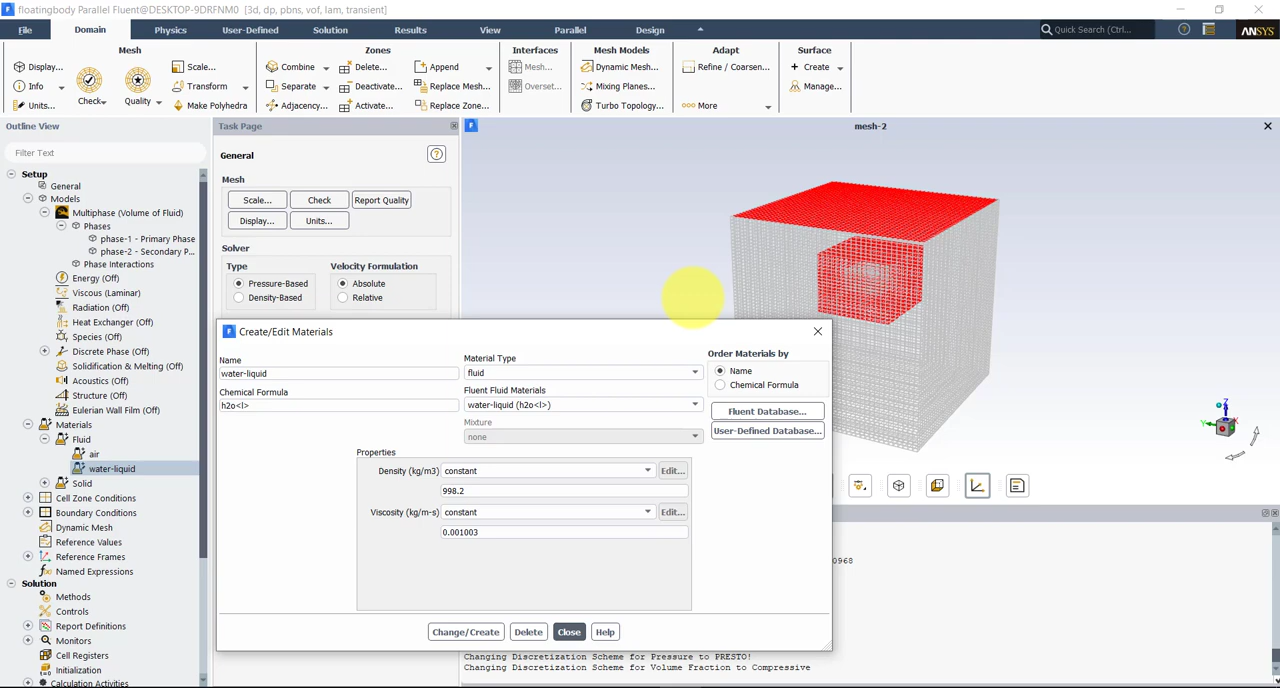 floatingbody Parallel Fluent@DESKTOP-9DRFNM0 [3d, dp, pbns, vof, lam, transient]
File Domain Physics User-Defined Solution Results View Parallel Design Quick Search (Ctrl... ANSYS
Mesh Zones Interfaces Mesh Models Adapt Surface
Display... Scale... Combine Delete... Append Mesh... Dynamic Mesh... Refine / Coarsen... Create
Info Transform Separate Deactivate... Replace Mesh... Overset... Mixing Planes... Manage...
Check Quality
Units... Make Polyhedra Adjacency... Activate... Replace Zone... Turbo Topology... More
Outline View
Filter Text
Setup
General
Models
Multiphase (Volume of Fluid)
Phases
phase-1 - Primary Phase
phase-2 - Secondary P...
Phase Interactions
Energy (Off)
Viscous (Laminar)
Radiation (Off)
Heat Exchanger (Off)
Species (Off)
Discrete Phase (Off)
Solidification & Melting (Off)
Acoustics (Off)
Structure (Off)
Eulerian Wall Film (Off)
Materials
Fluid
air
water-liquid
Solid
Cell Zone Conditions
Boundary Conditions
Dynamic Mesh
Reference Values
Reference Frames
Named Expressions
Solution
Methods
Controls
Report Definitions
Monitors
Cell Registers
Initialization
Calculation Activities
Task Page
General
Mesh
Scale... Check Report Quality
Display... Units...
Solver
Type Velocity Formulation
Pressure-Based Absolute
Density-Based Relative
mesh-2
Z
Y X
Create/Edit Materials
Name Material Type Order Materials by
water-liquid fluid Name
Chemical Formula Fluent Fluid Materials Chemical Formula
h2o<l> water-liquid (h2o<l>) Fluent Database...
Mixture User-Defined Database...
none
Properties
Density (kg/m3) constant Edit...
998.2
Viscosity (kg/m-s) constant Edit...
0.001003
Change/Create Delete Close Help
0968
Changing Discretization Scheme for Pressure to PRESTO!
Changing Discretization Scheme for Volume Fraction to Compressive